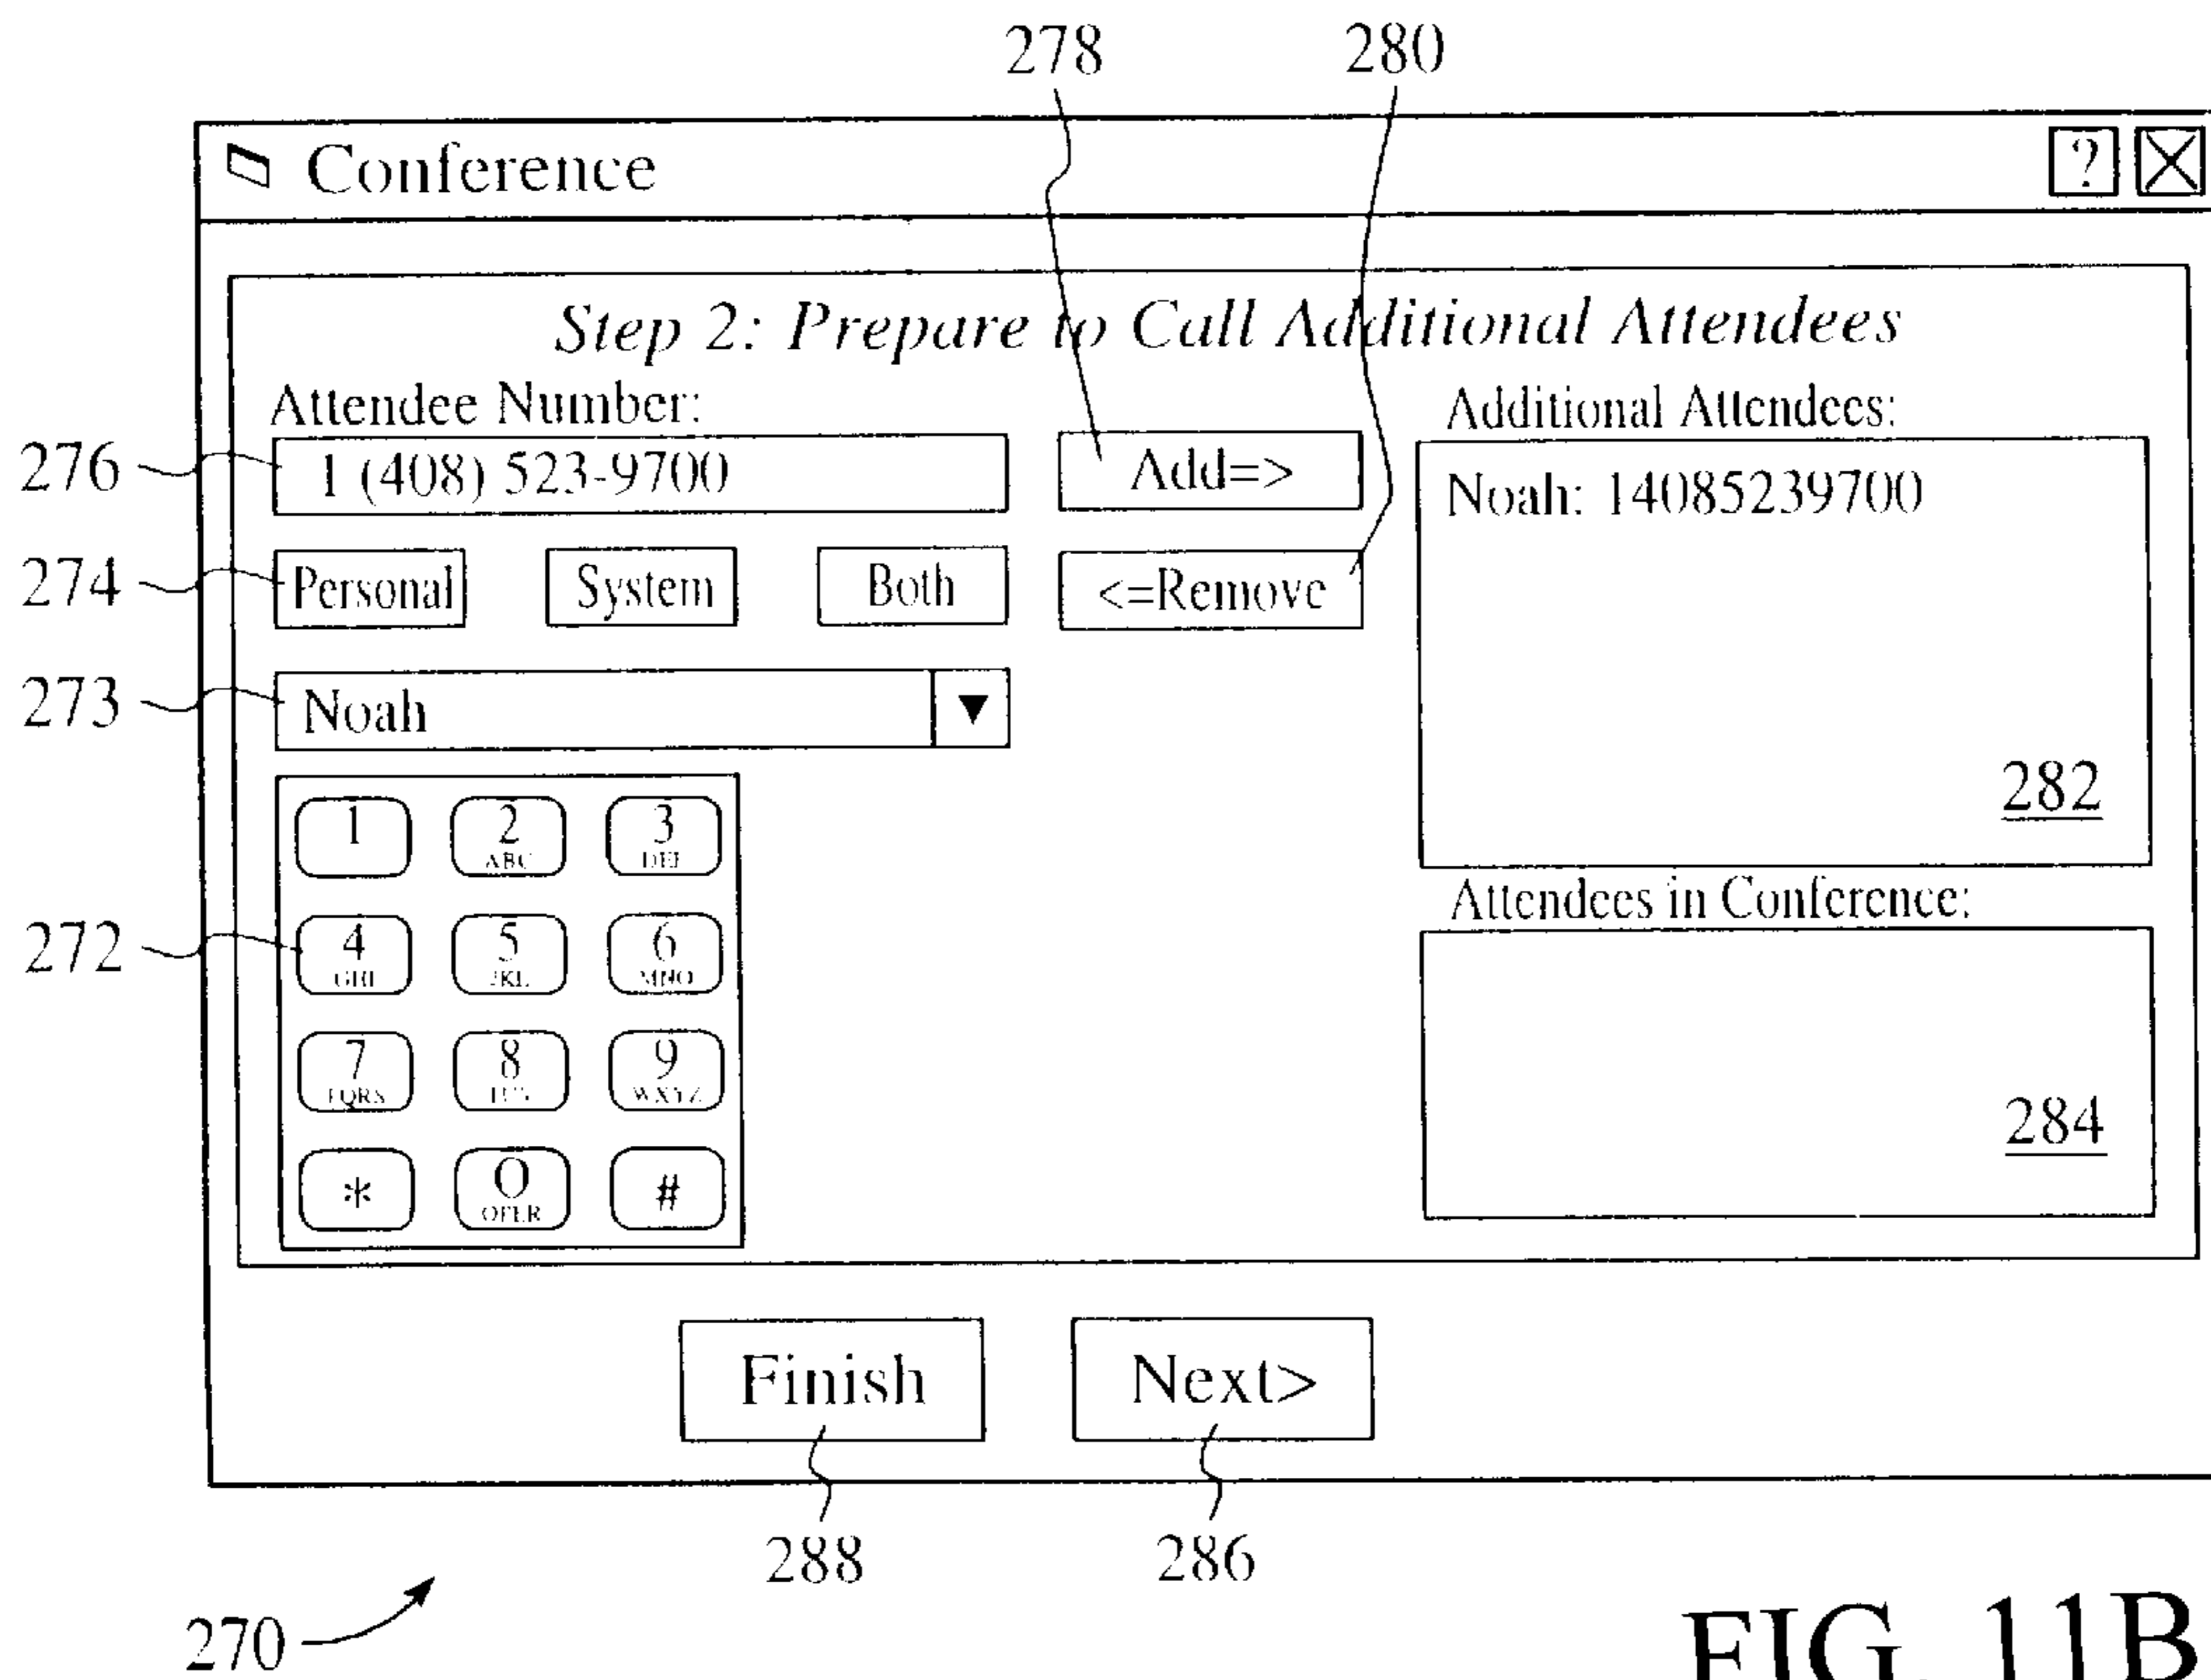 278 280
Conference ?
Step 2: Prepare to Call Additional Attendees
Attendee Number:
Additional Attendees:
276
1 (408) 523-9700
Add=>
Noah: 14085239700
274
Personal
System
Both
<=Remove
273
Noah
282
1
2
ABC
3
DEF
Attendees in Conference:
272
4
GHI
5
JKL
6
MNO
7
8
9
WXYZ
284
*
0
OPER
#
Finish
Next>
288
286
270
FIG. 11B